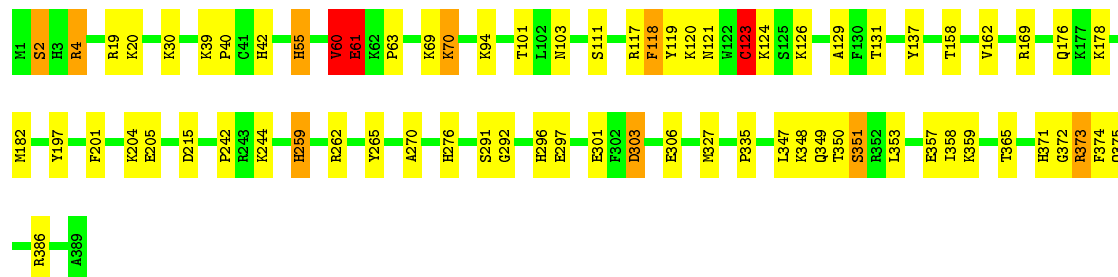 M1 S2 H3 R4 R19 K20 K30 K39 P40 C41 H42 H55 V60 E61 K62 P63 K69 K70 K94 T101 L102 N103 S111 R117 F118 Y119 K120 N121 W122 C123 K124 S125 K126 A129 F130 T131 Y137 T158 V162 R169 Q176 K177 K178
M182 Y197 F201 K204 E205 D215 P242 R243 K244 H259 R262 Y265 A270 H276 S291 G292 H296 E297 E301 F302 D303 E306 M327 P335 L347 K348 Q349 T350 S351 R352 L353 E357 I358 K359 T365 H371 G372 R373 F374
R386 A389